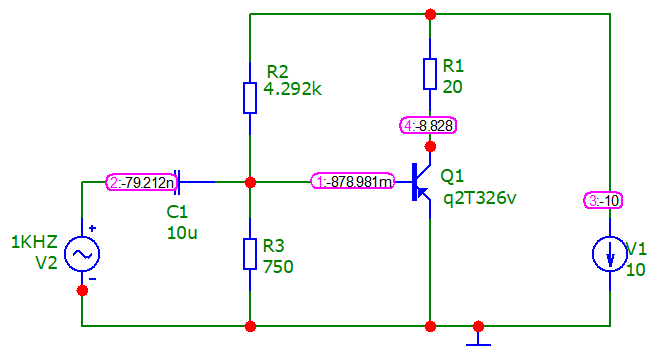 R2
4.292k
R1
20
4:-8.828
2:-79.212n
1:-878.981m
Q1
q2T326v
3:-10
C1
10u
1KHZ
V2
R3
750
V1
10